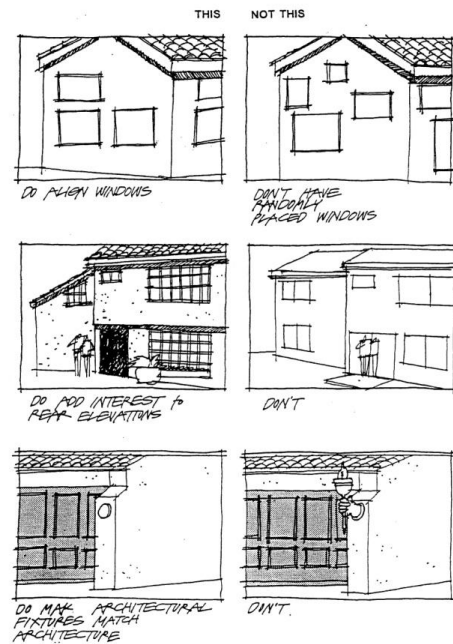 THIS NOT THIS
DO ALIGN WINDOWS
DON'T HAVE
RANDOMLY
PLACED WINDOWS
DO ADD INTEREST to
REAR ELEVATIONS
DON'T
DO MAK ARCHITECTURAL
FIXTURES MATCH
ARCHITECTURE
DON'T.